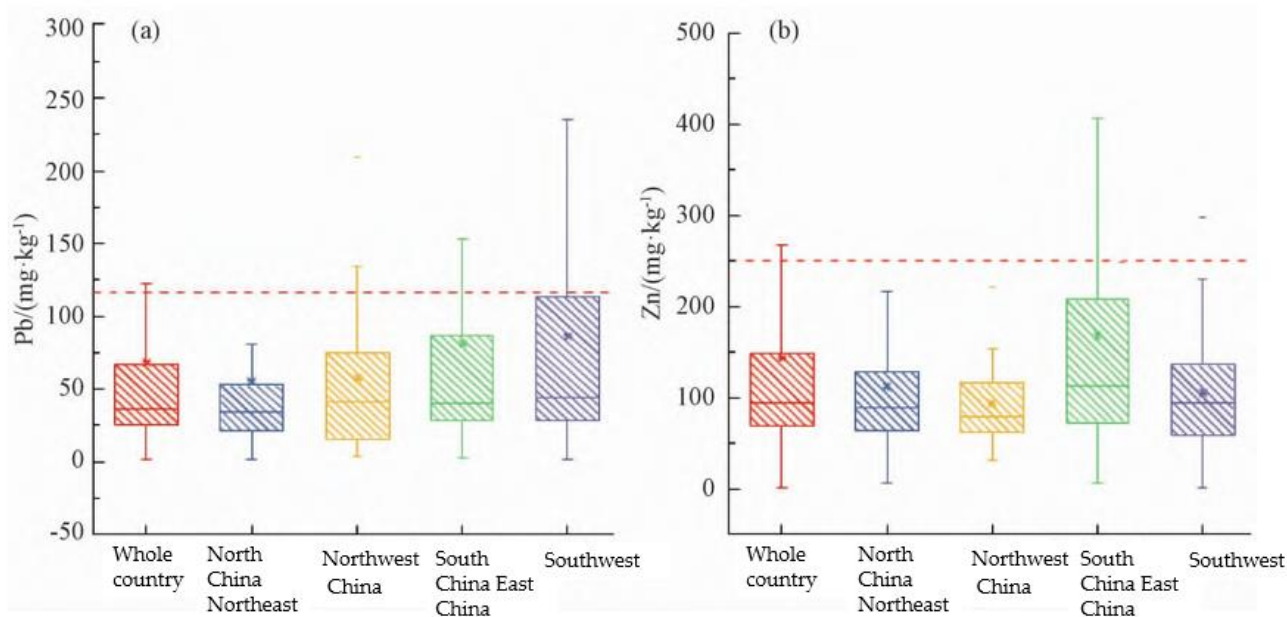 (a)
Pb/(mg·kg⁻¹)
300
250
200
150
100
50
0
-50
Whole
country
North
China
Northeast
Northwest
China
South
China East
China
Southwest
(b)
Zn/(mg·kg⁻¹)
500
400
300
200
100
0
Whole
country
North
China
Northeast
Northwest
China
South
China East
China
Southwest